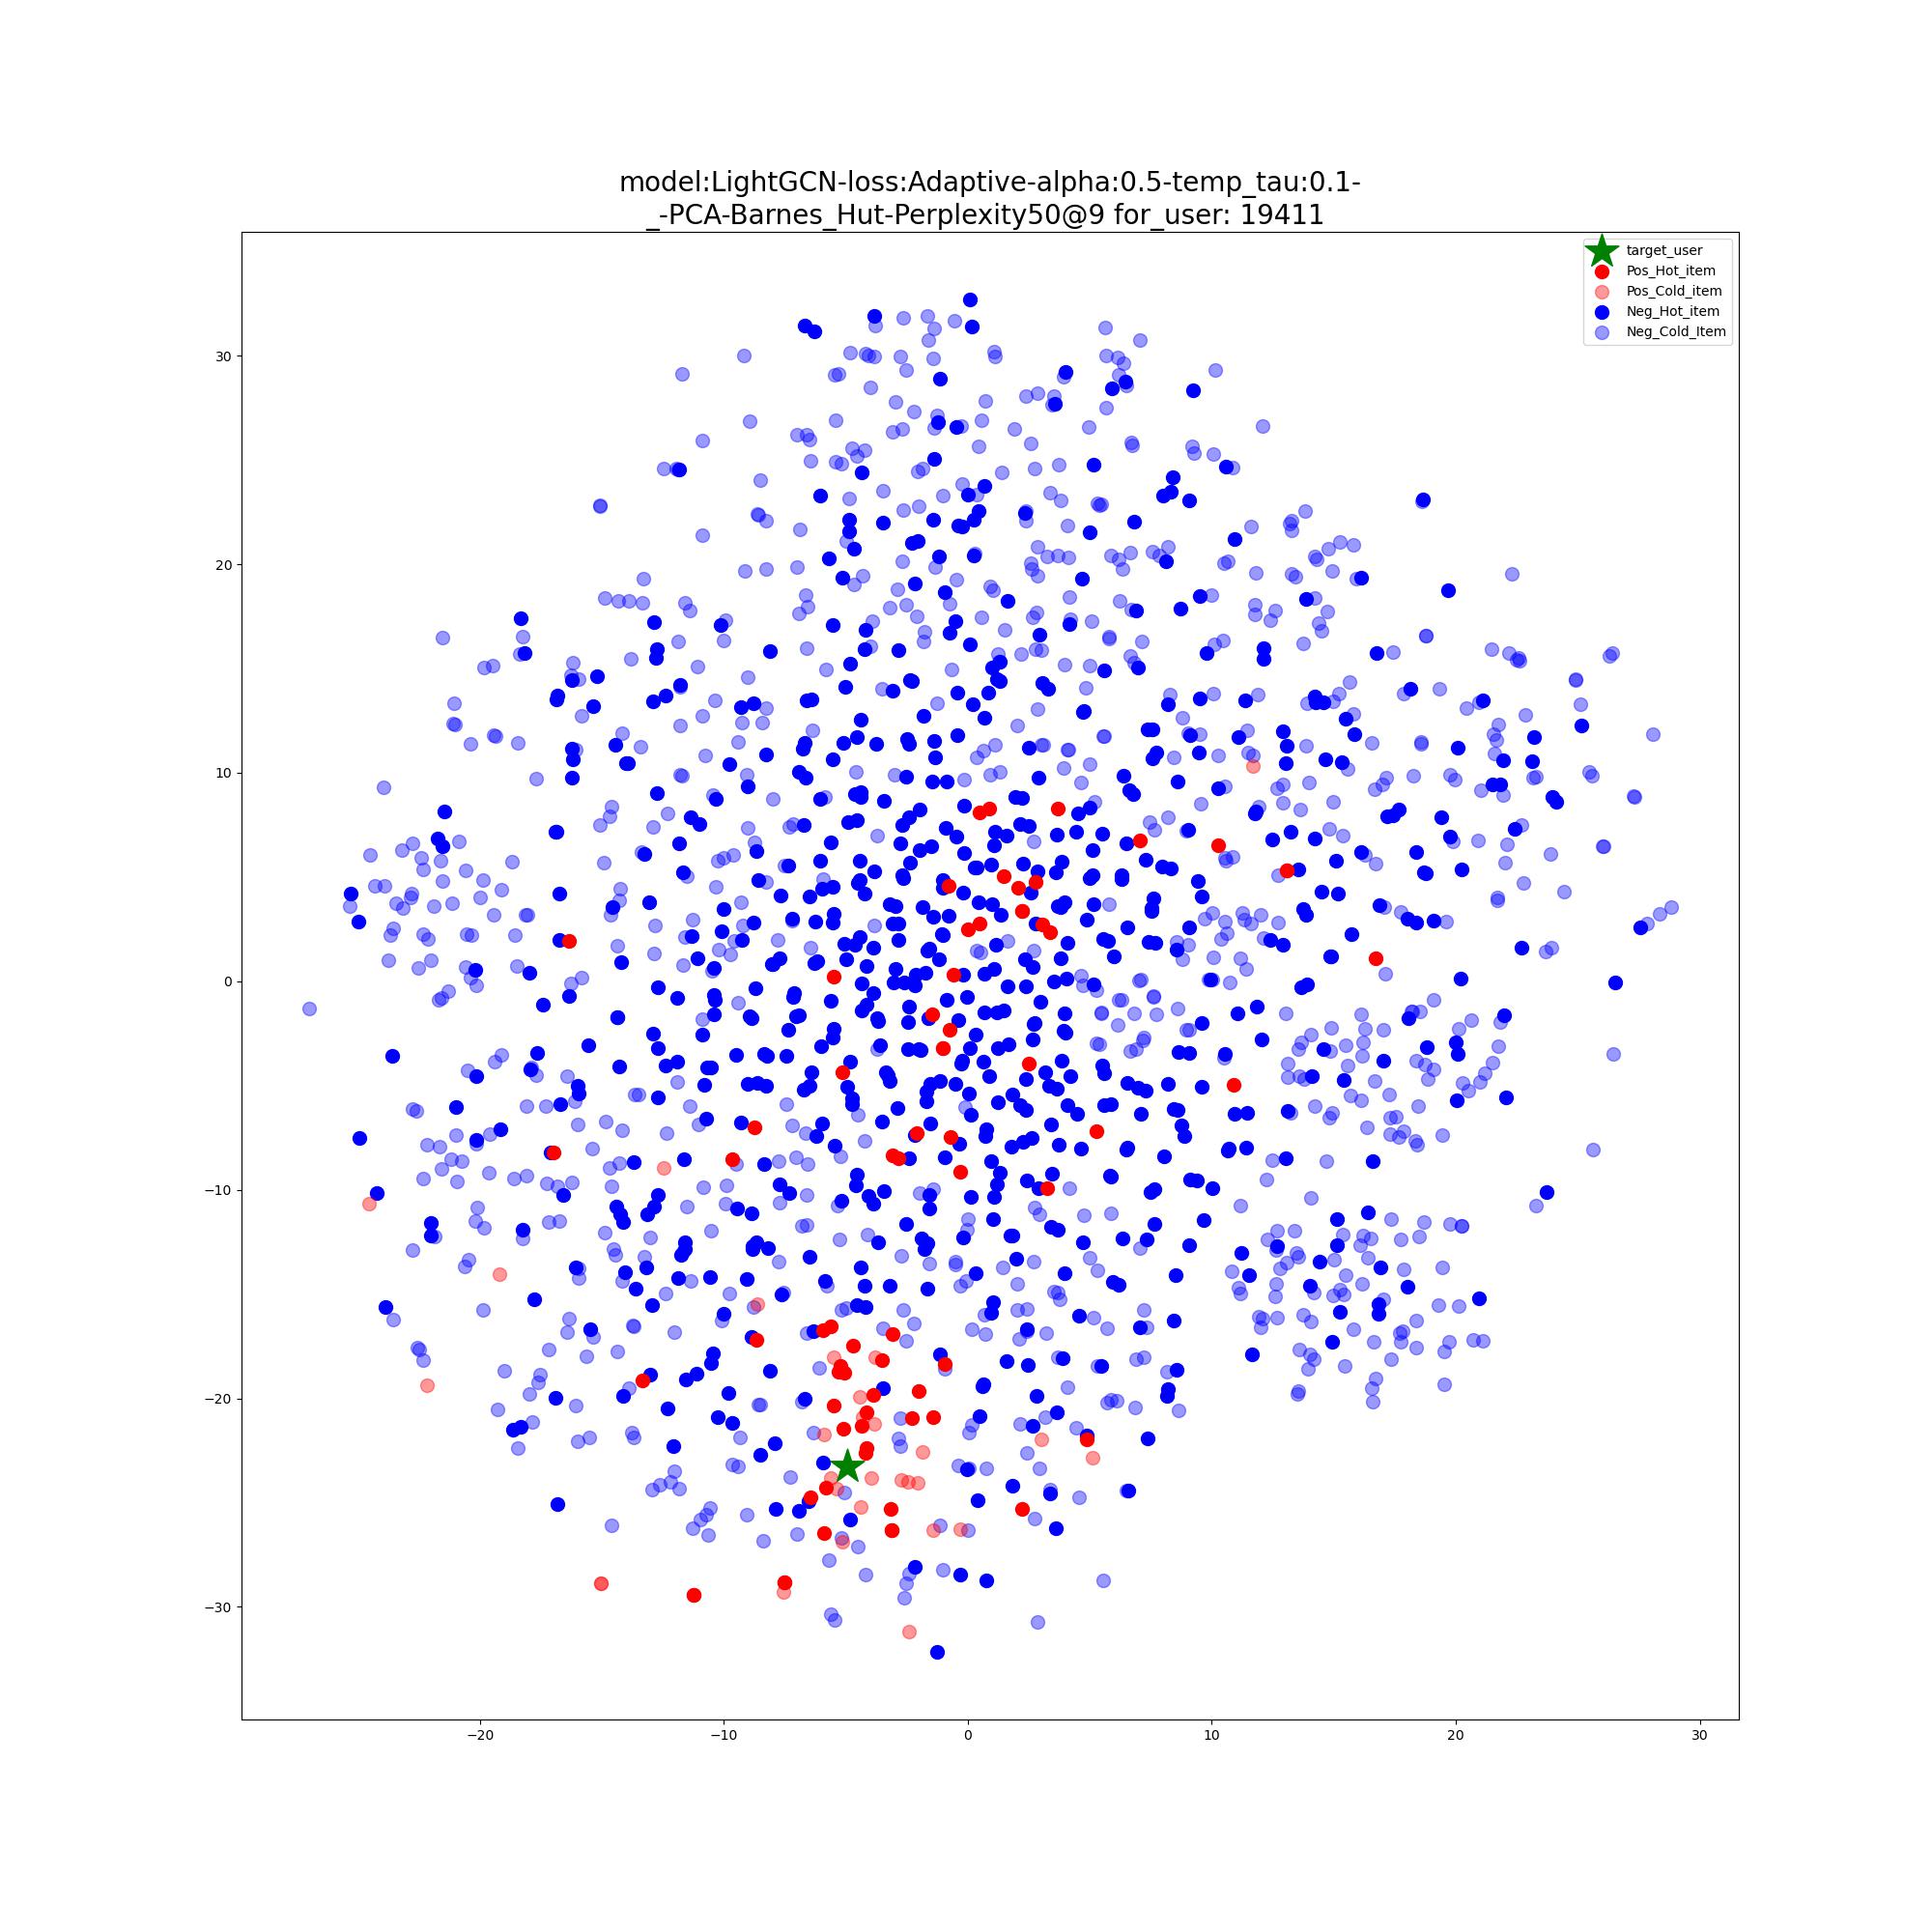 model:LightGCN-loss:Adaptive-alpha:0.5-temp_tau:0.1-
_-PCA-Barnes_Hut-Perplexity50@9 for_user: 19411
target_user
Pos_Hot_item
Pos_Cold_item
Neg_Hot_item
Neg_Cold_Item
30
20
10
0
−10
−20
−30
−20
−10
0
10
20
30